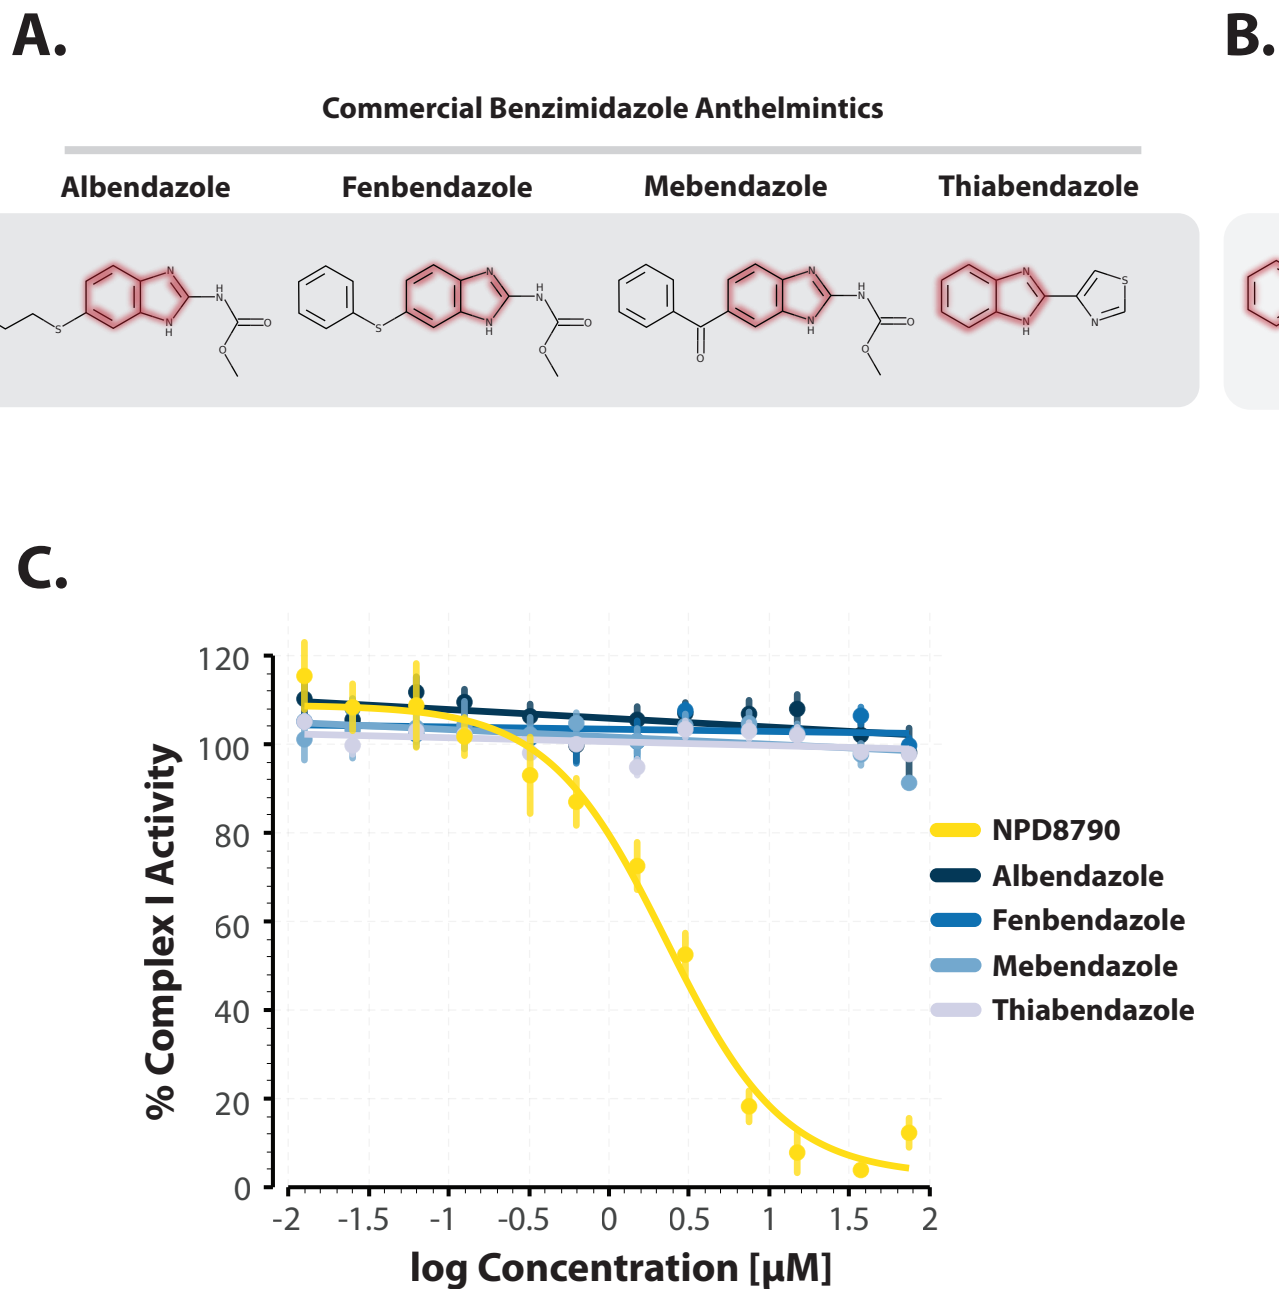 A.
B.
Commercial Benzimidazole Anthelmintics
Albendazole Fenbendazole Mebendazole Thiabendazole
S N N H H N O O
S N N H H N O O
O N N H H N O O
N N H S N
C.
% Complex I Activity
120
100
80
60
40
20
0
-2 -1.5 -1 -0.5 0 0.5 1 1.5 2
log Concentration [µM]
NPD8790
Albendazole
Fenbendazole
Mebendazole
Thiabendazole